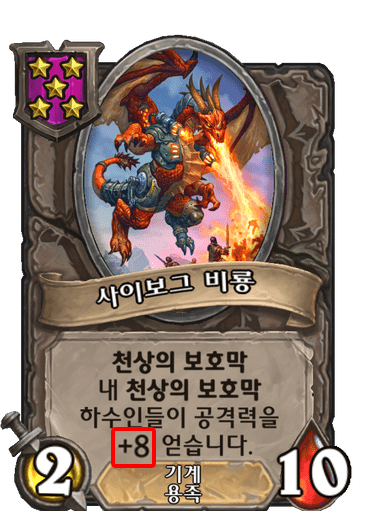 사이보그 비룡
천상의 보호막
내 천상의 보호막
하수인들이 공격력을
+8 얻습니다.
2
기계
용족
10